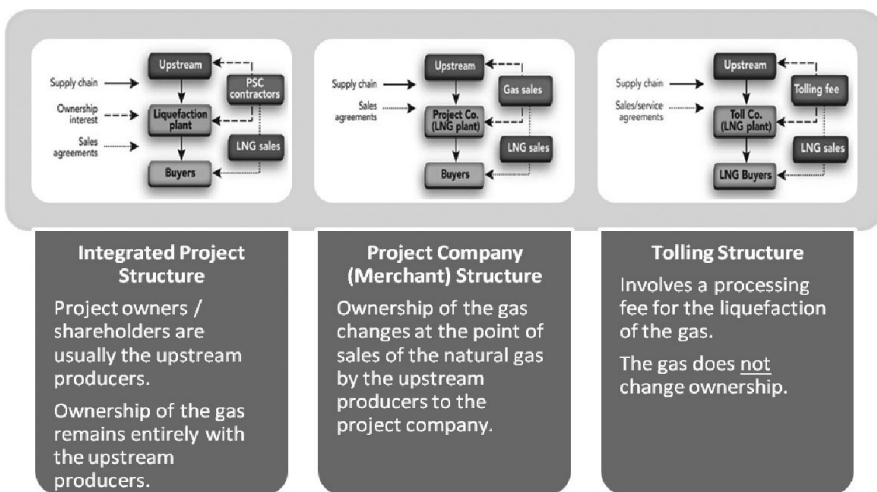 Upstream
Supply chain
PSC
contractors
Ownership
interest
Liquefaction
plant
Sales
agreements
LNG sales
Buyers
Upstream
Supply chain
Gas sales
Sales
agreements
Project Co.
(LNG plant)
LNG sales
Buyers
Upstream
Supply chain
Tolling fee
Sales/service
agreements
Toll Co.
(LNG plant)
LNG sales
LNG Buyers
Integrated Project
Structure
Project owners /
shareholders are
usually the upstream
producers.
Ownership of the gas
remains entirely with
the upstream
producers.
Project Company
(Merchant) Structure
Ownership of the gas
changes at the point of
sales of the natural gas
by the upstream
producers to the
project company.
Tolling Structure
Involves a processing
fee for the liquefaction
of the gas.
The gas does not
change ownership.